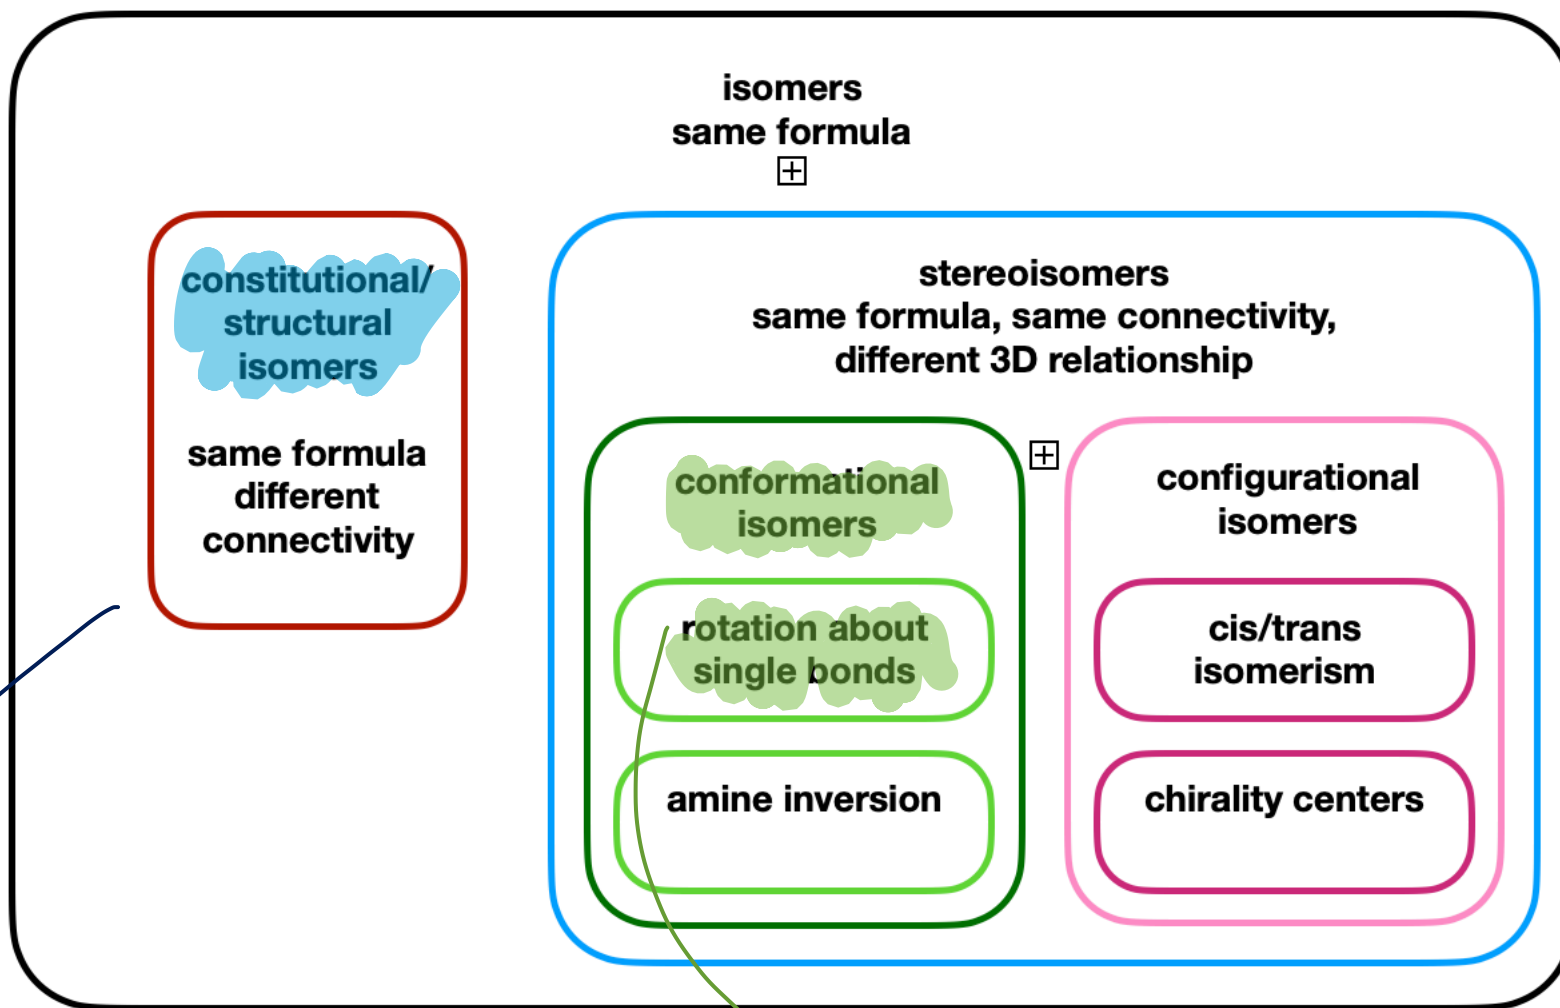 isomers
same formula
constitutional/
structural
isomers
same formula
different
connectivity
stereoisomers
same formula, same connectivity,
different 3D relationship
conformational
isomers
rotation about
single bonds
amine inversion
configurational
isomers
cis/trans
isomerism
chirality centers